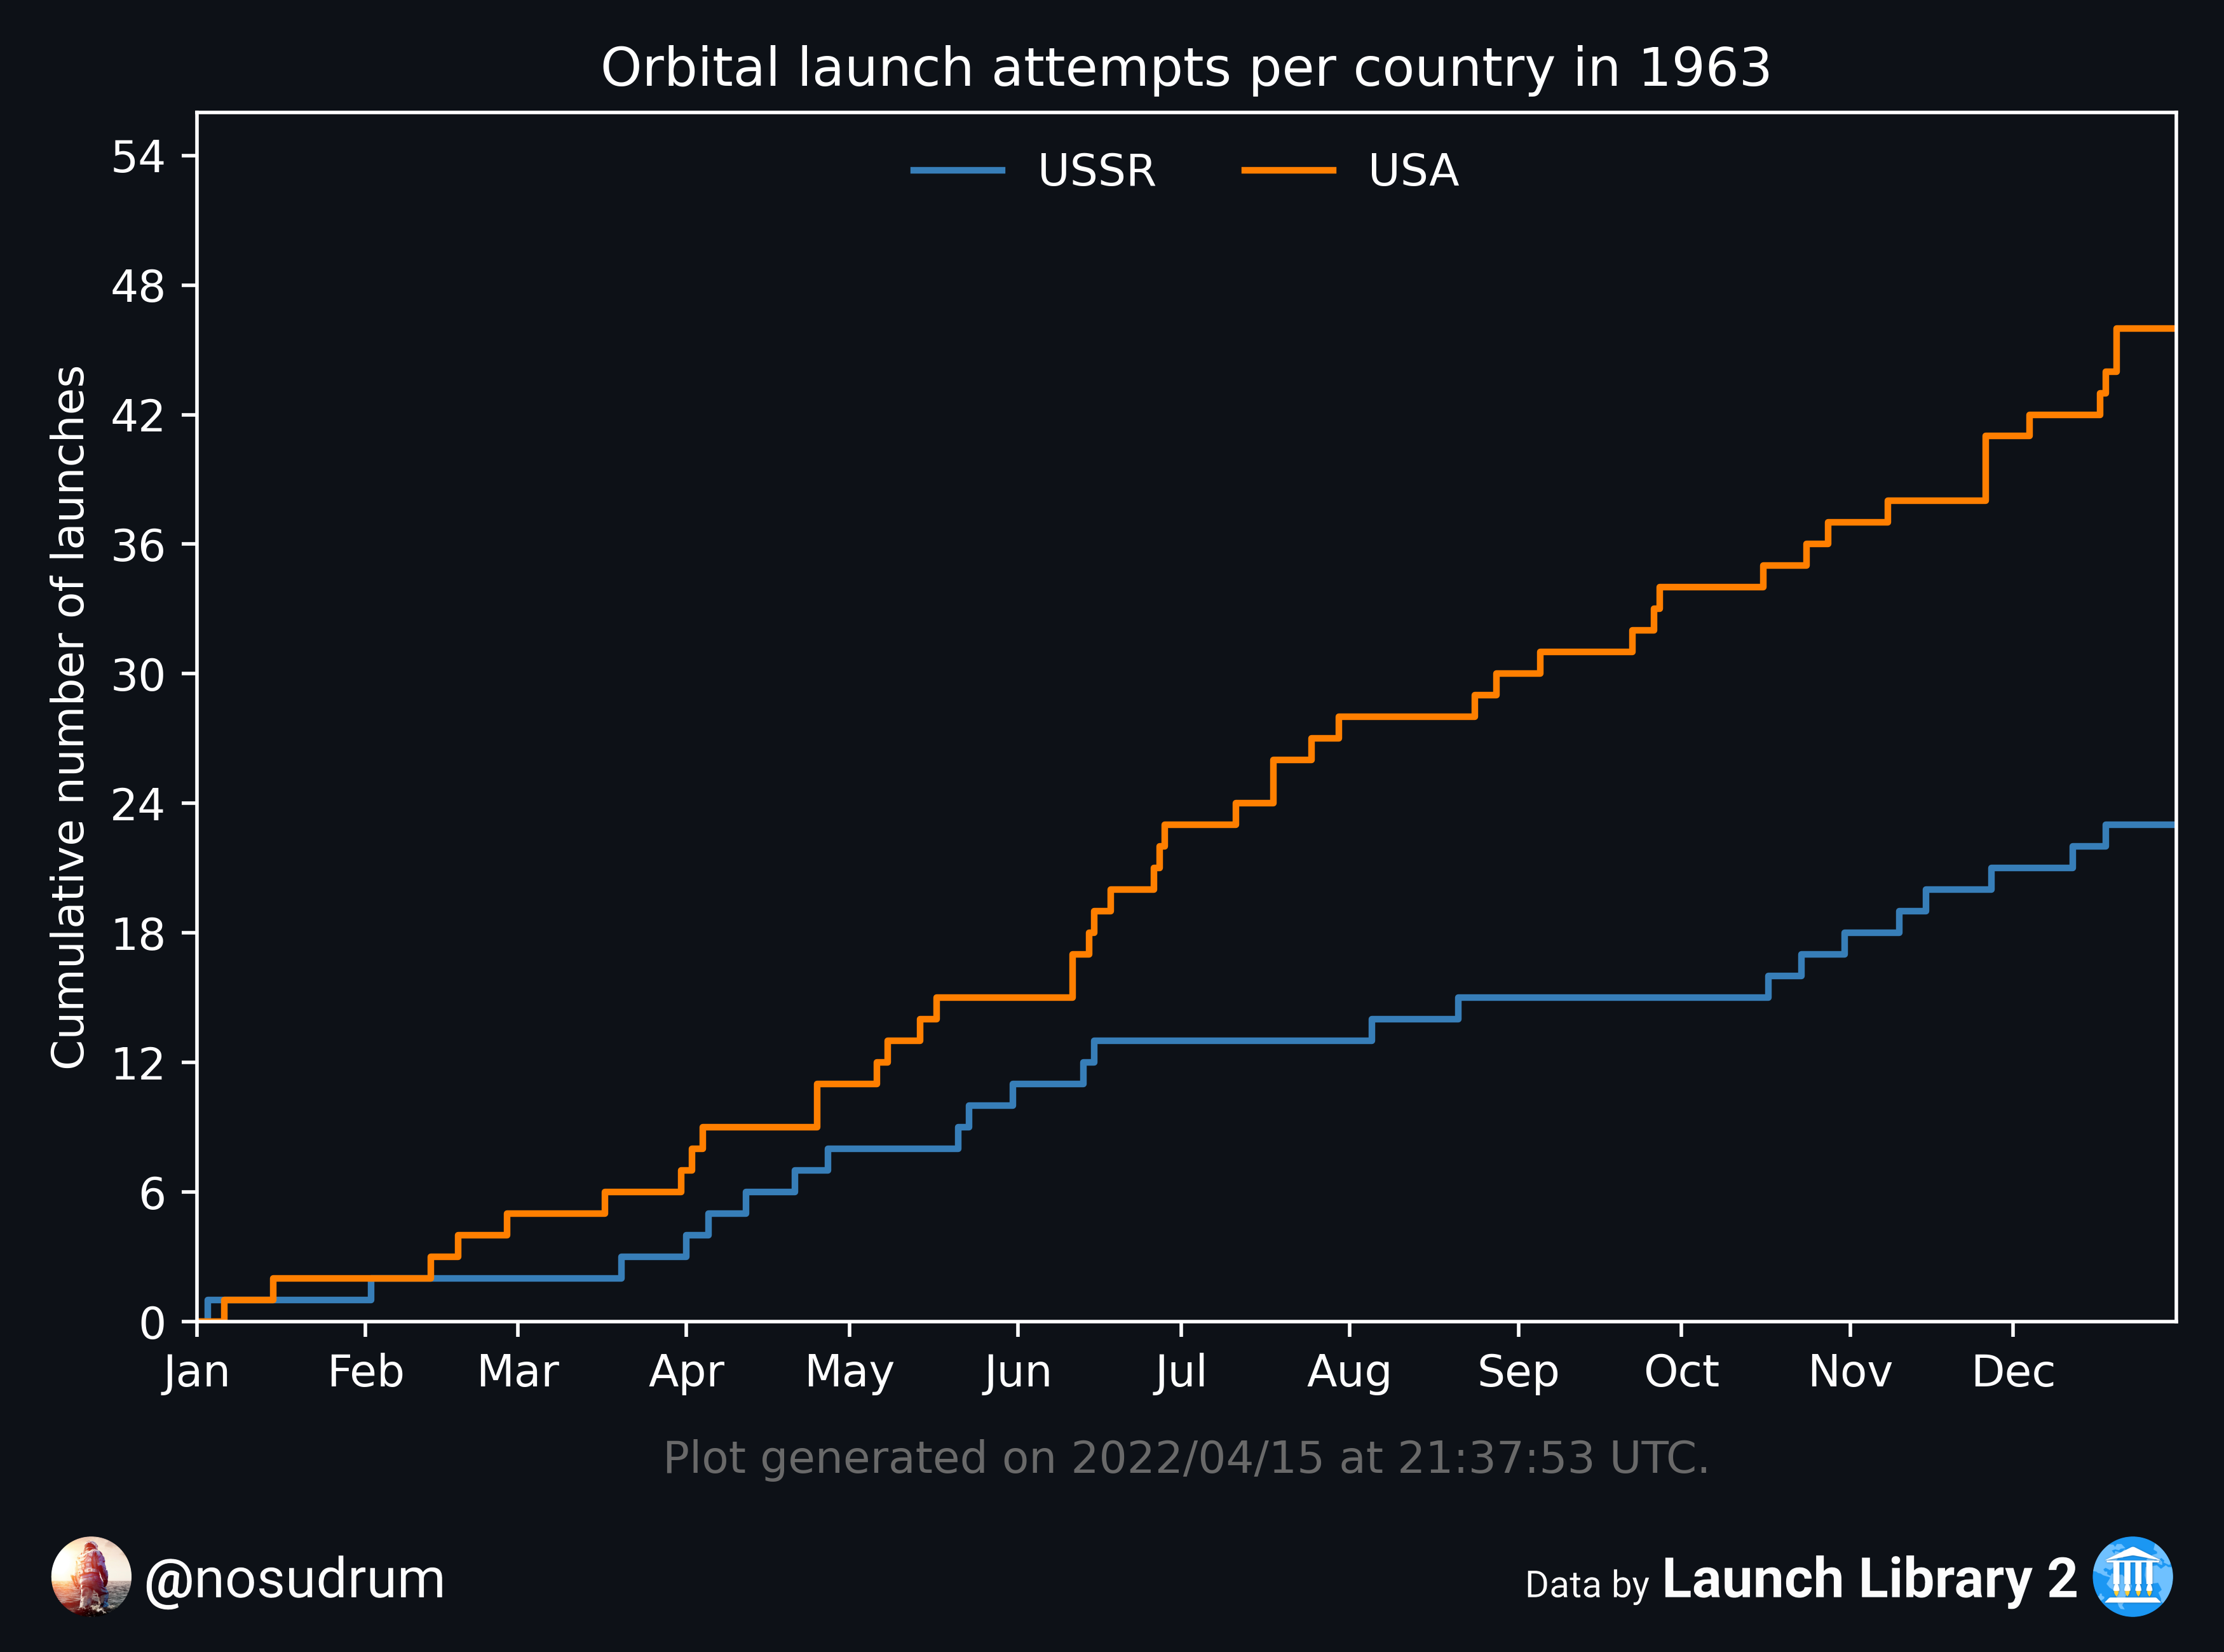 Orbital launch attempts per country in 1963
USSR USA
Cumulative number of launches
54
48
42
36
30
24
18
12
6
0
Jan Feb Mar Apr May Jun Jul Aug Sep Oct Nov Dec
Plot generated on 2022/04/15 at 21:37:53 UTC.
@nosudrum
Data by Launch Library 2